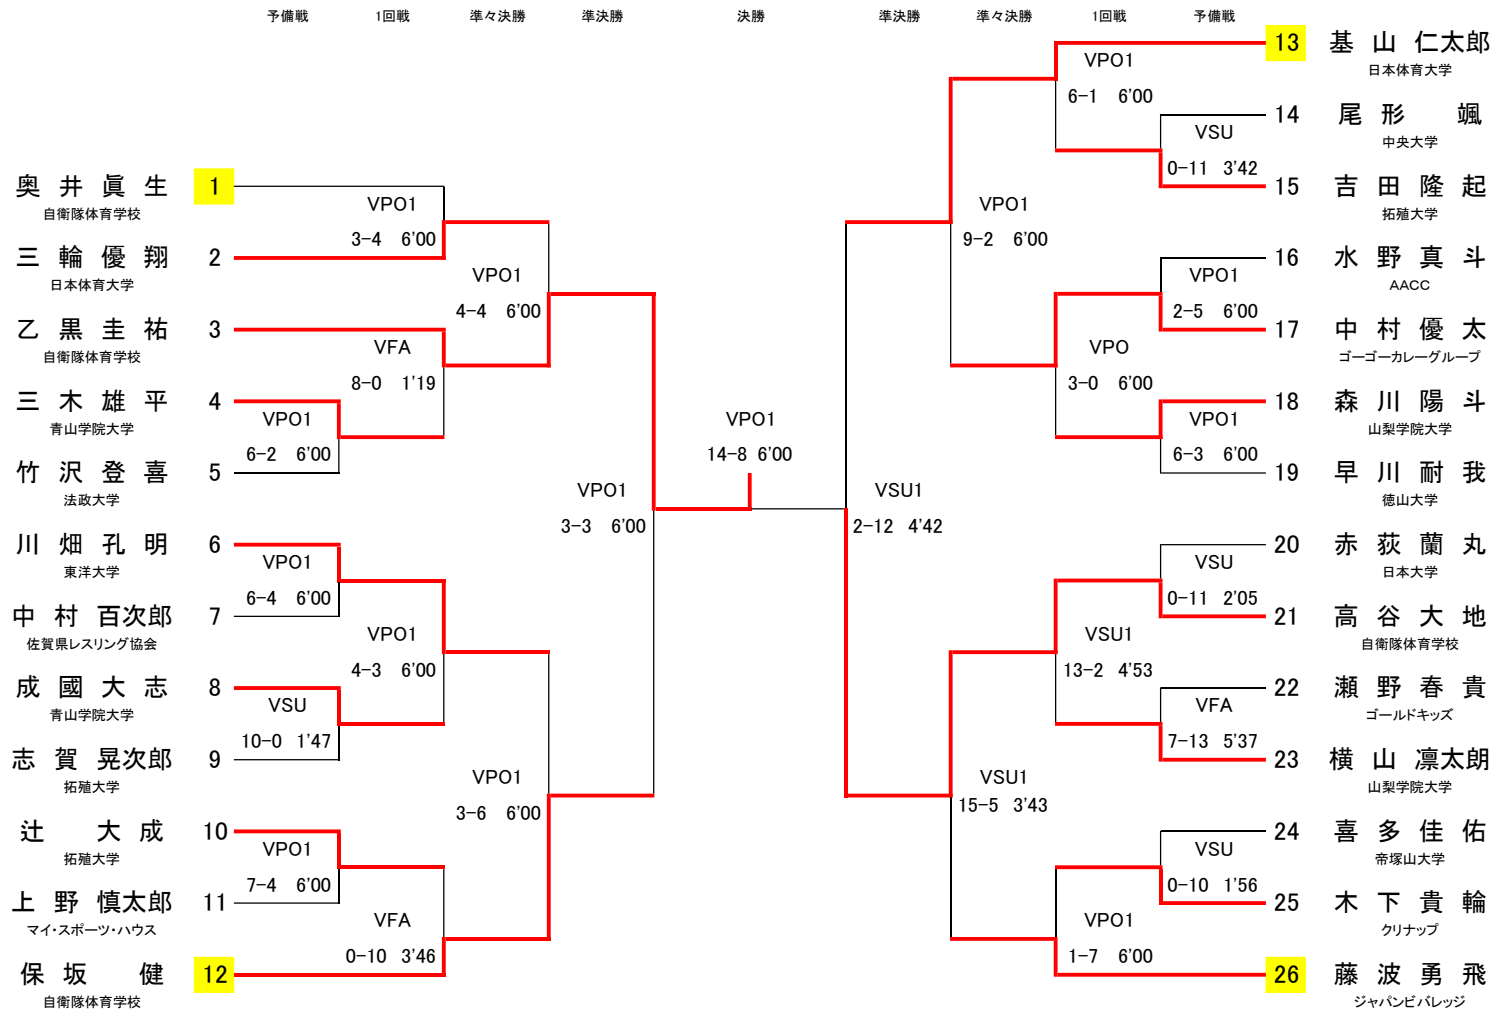 予備戦 1回戦 準々決勝 準決勝 決勝 準決勝 準々決勝 1回戦 予備戦
奥井眞生 1
自衛隊体育学校
VPO1
3-4 6'00
三輪優翔 2
日本体育大学
VPO1
4-4 6'00
乙黒圭祐 3
自衛隊体育学校
VFA
8-0 1'19
三木雄平 4
青山学院大学
VPO1
6-2 6'00
竹沢登喜 5
法政大学
VPO1
3-3 6'00
川畑孔明 6
東洋大学
VPO1
6-4 6'00
中村百次郎 7
佐賀県レスリング協会
VPO1
4-3 6'00
成國大志 8
青山学院大学
VSU
10-0 1'47
志賀晃次郎 9
拓殖大学
VPO1
3-6 6'00
辻大成 10
拓殖大学
VPO1
7-4 6'00
上野慎太郎 11
マイ・スポーツ・ハウス
VFA
0-10 3'46
保坂健 12
自衛隊体育学校
VPO1
14-8 6'00
13 基山仁太郎
日本体育大学
VPO1
6-1 6'00
14 尾形颯
中央大学
VSU
0-11 3'42
15 吉田隆起
拓殖大学
VPO1
9-2 6'00
16 水野真斗
AACC
VPO1
2-5 6'00
17 中村優太
ゴーゴーカレーグループ
VPO
3-0 6'00
18 森川陽斗
山梨学院大学
VPO1
6-3 6'00
19 早川耐我
徳山大学
VSU1
2-12 4'42
20 赤荻蘭丸
日本大学
VSU
0-11 2'05
21 高谷大地
自衛隊体育学校
VSU1
13-2 4'53
22 瀬野春貴
ゴールドキッズ
VFA
7-13 5'37
23 横山凛太朗
山梨学院大学
VSU1
15-5 3'43
24 喜多佳佑
帝塚山大学
VSU
0-10 1'56
25 木下貴輪
クリナップ
VPO1
1-7 6'00
26 藤波勇飛
ジャパンビバレッジ